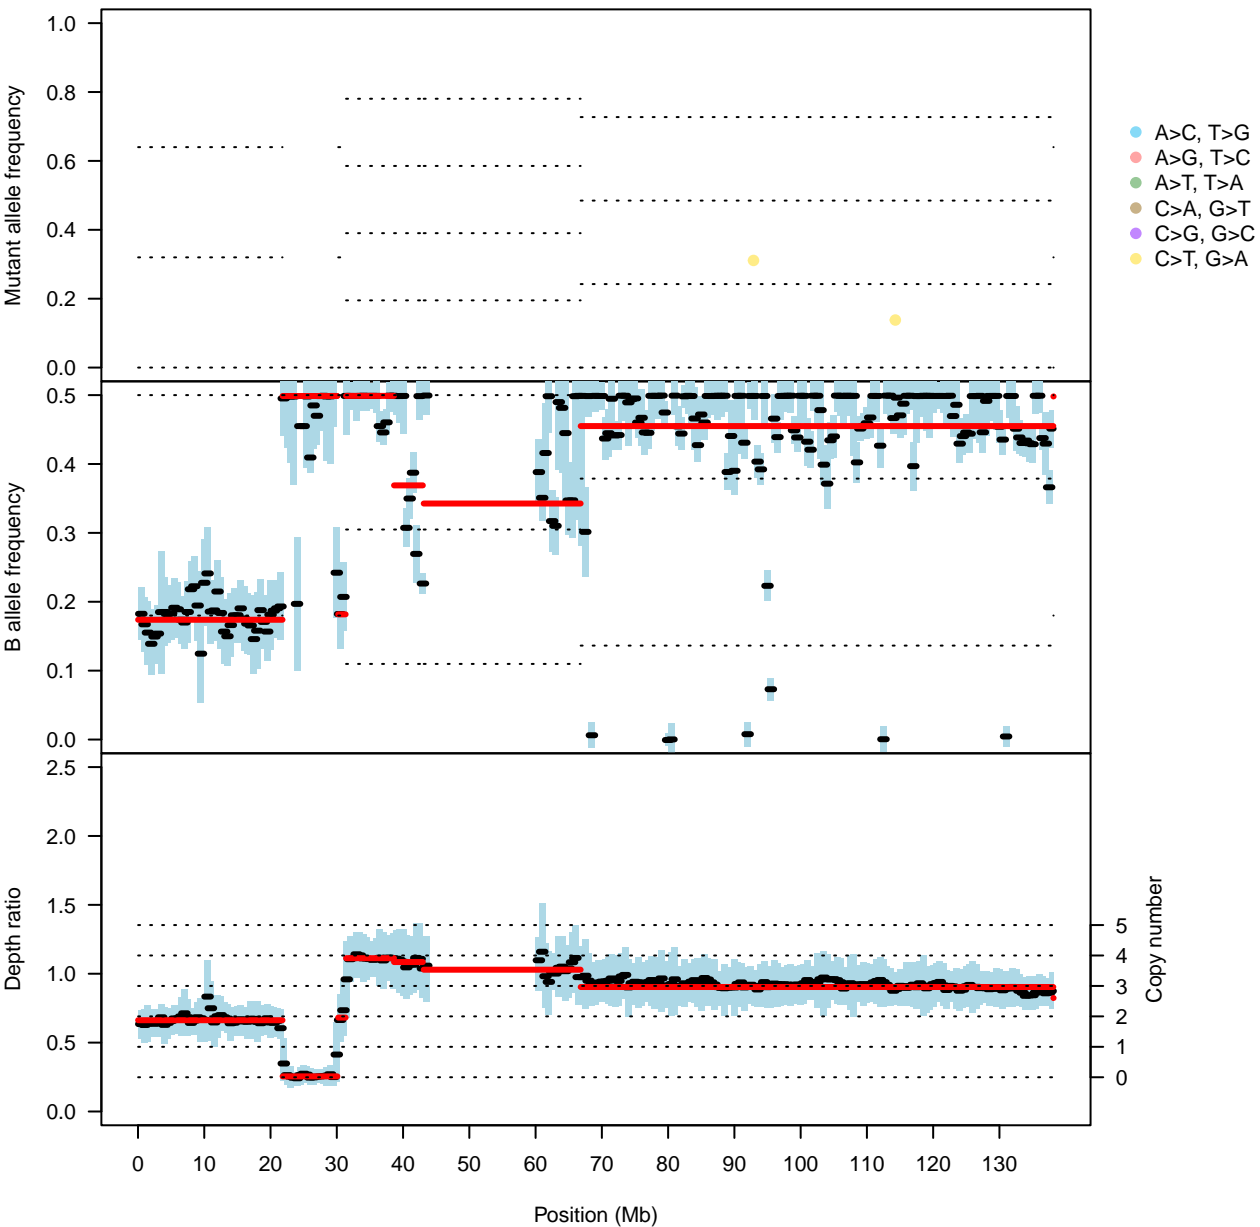 Mutant allele frequency
1.0
0.8
0.6
0.4
0.2
0.0
A>C, T>G
A>G, T>C
A>T, T>A
C>A, G>T
C>G, G>C
C>T, G>A
B allele frequency
0.5
0.4
0.3
0.2
0.1
0.0
Depth ratio
2.5
2.0
1.5
1.0
0.5
0.0
5
4
3
2
1
0
Copy number
0 10 20 30 40 50 60 70 80 90 100 110 120 130
Position (Mb)